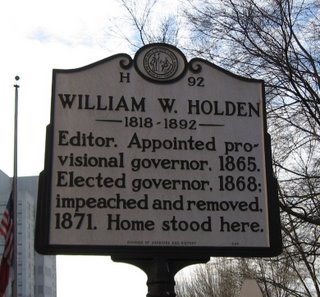 H 92
WILLIAM W. HOLDEN
1818-1892
Editor. Appointed pro-
visional governor, 1865.
Elected governor, 1868;
impeached and removed,
1871. Home stood here.